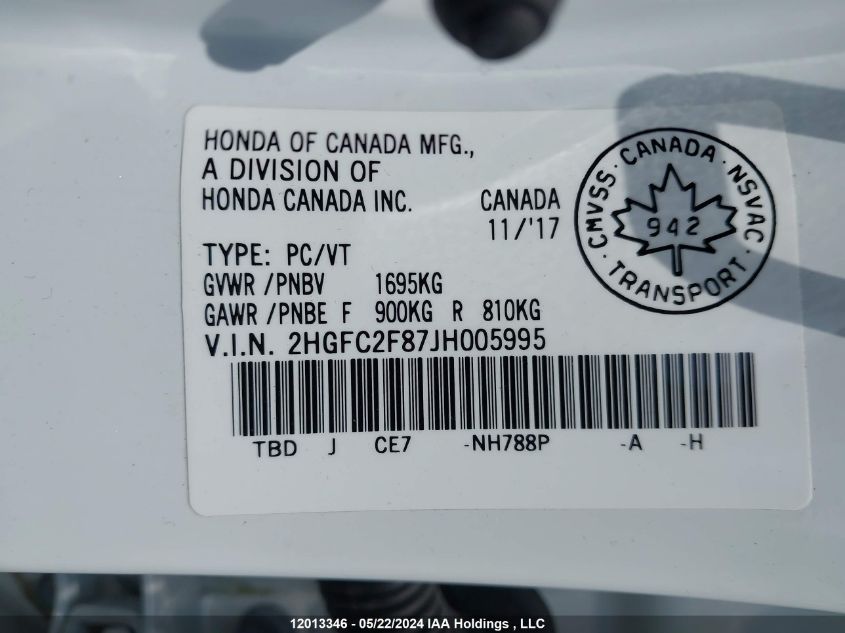 HONDA OF CANADA MFG.,
A DIVISION OF
HONDA CANADA INC. CANADA
11/'17
TYPE: PC/VT
GVWR /PNBV 1695KG
GAWR /PNBE F 900KG R 810KG
V.I.N. 2HGFC2F87JH005995
TBD J CE7 -NH788P -A -H
CMVSS · CANADA · NSVAC
942
· TRANSPORT ·
12013346 - 05/22/2024 IAA Holdings , LLC